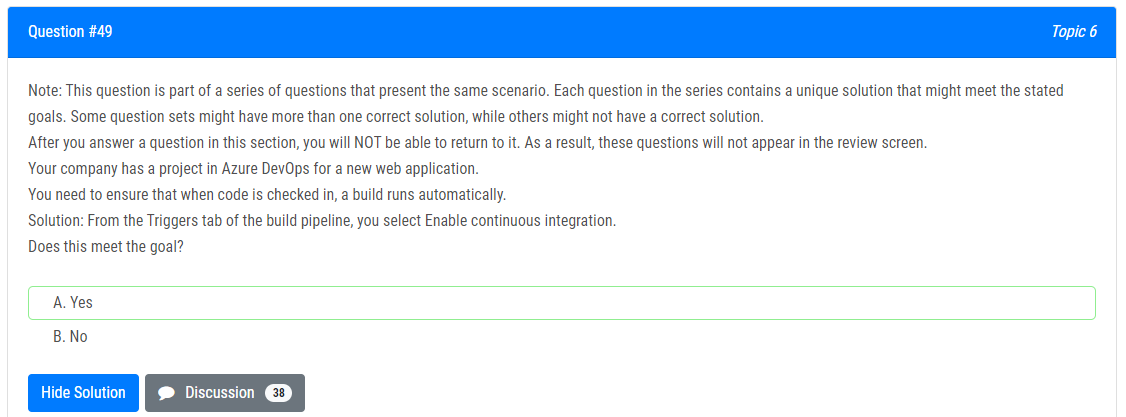 Question #49
Topic 6
Note: This question is part of a series of questions that present the same scenario. Each question in the series contains a unique solution that might meet the stated
goals. Some question sets might have more than one correct solution, while others might not have a correct solution.
After you answer a question in this section, you will NOT be able to return to it. As a result, these questions will not appear in the review screen.
Your company has a project in Azure DevOps for a new web application.
You need to ensure that when code is checked in, a build runs automatically.
Solution: From the Triggers tab of the build pipeline, you select Enable continuous integration.
Does this meet the goal?
A. Yes
B. No
Hide Solution
Discussion 38